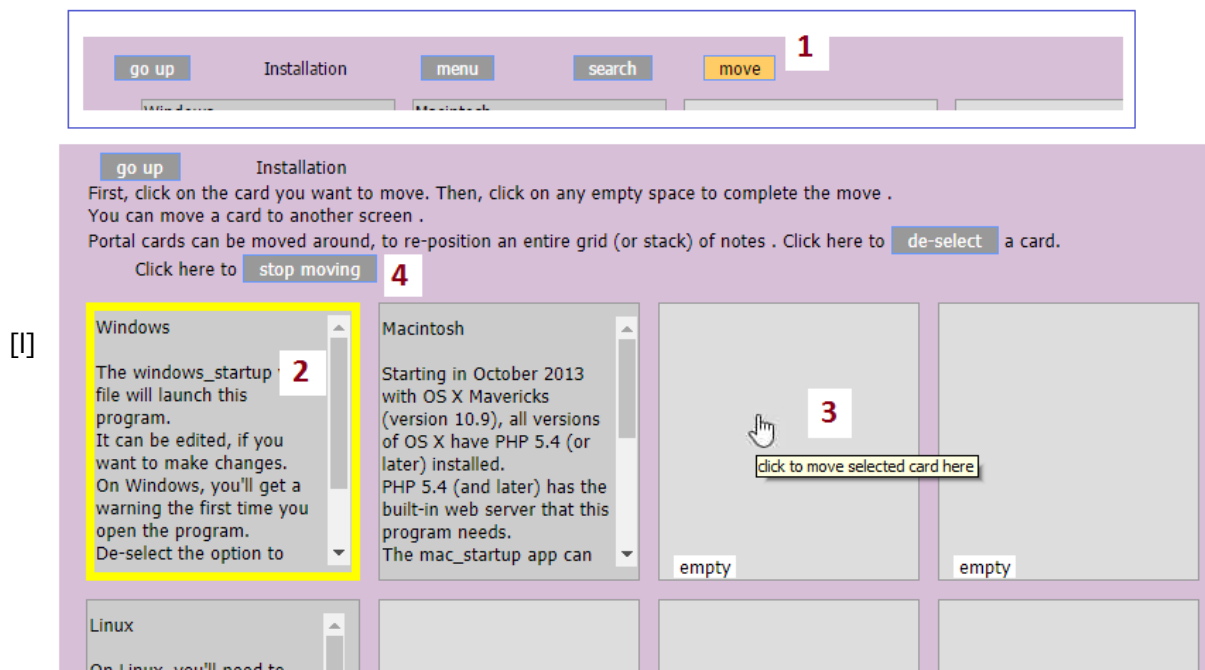 go up Installation menu search move 1
go up Installation
First, click on the card you want to move. Then, click on any empty space to complete the move .
You can move a card to another screen .
Portal cards can be moved around, to re-position an entire grid (or stack) of notes . Click here to de-select a card.
Click here to stop moving 4
[l]
Windows
The windows_startup 2
file will launch this
program.
It can be edited, if you
want to make changes.
On Windows, you'll get a
warning the first time you
open the program.
De-select the option to
Macintosh
Starting in October 2013
with OS X Mavericks
(version 10.9), all versions
of OS X have PHP 5.4 (or
later) installed.
PHP 5.4 (and later) has the
built-in web server that this
program needs.
The mac_startup app can
3
click to move selected card here
empty
empty
Linux
On Linux, you'll need to